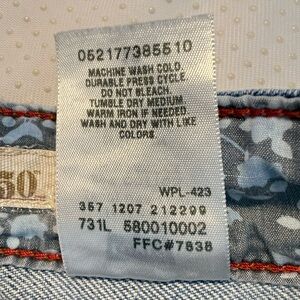 052177385510
MACHINE WASH COLD.
DURABLE PRESS CYCLE
DO NOT BLEACH.
TUMBLE DRY MEDIUM
WARM IRON IF NEEDED
WASH AND DRY WITH LIKE
COLORS
50
WPL-423
357 1207 212299
731L 580010002
FFC#7838